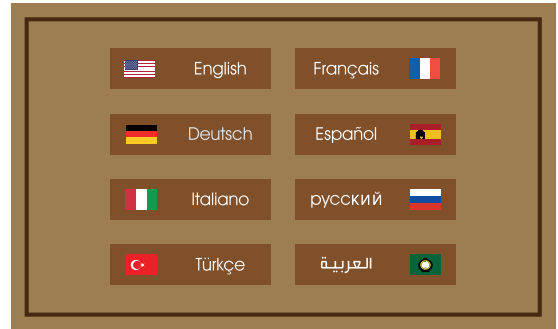 English
Français
Deutsch
Español
Italiano
русский
Türkçe
العربية